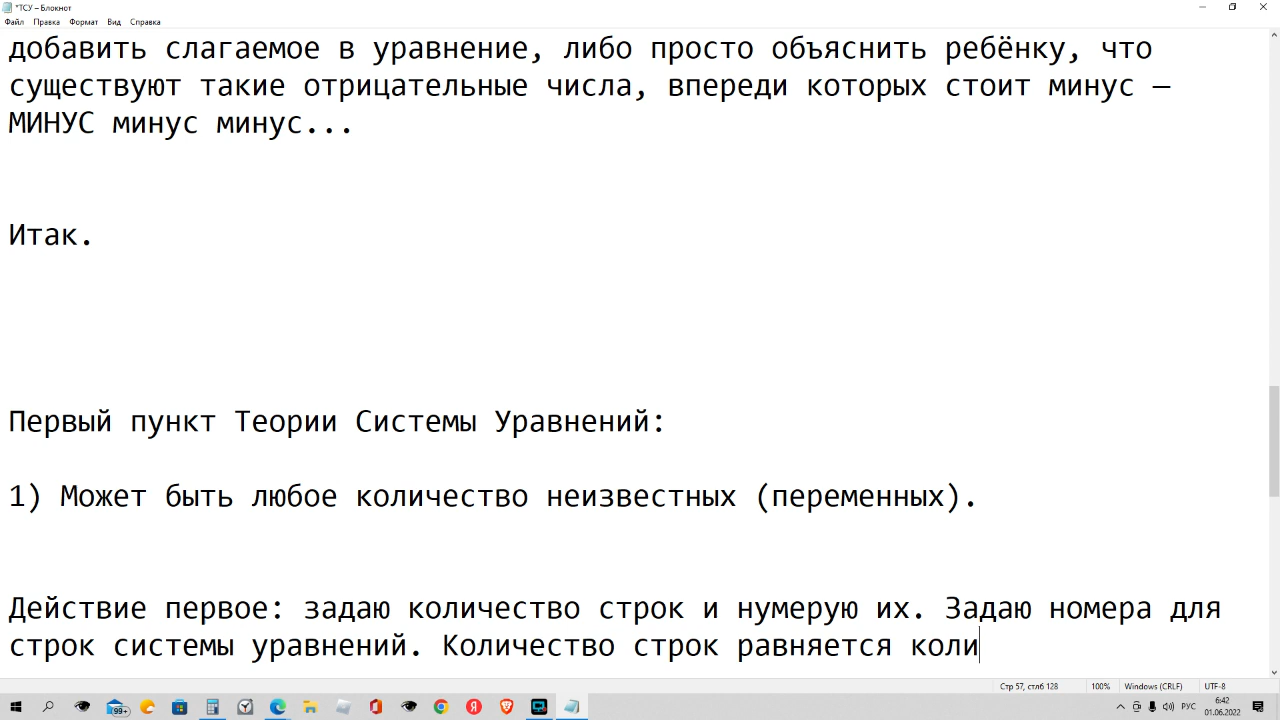 *ТСУ – Блокнот
Файл Правка Формат Вид Справка
добавить слагаемое в уравнение, либо просто объяснить ребёнку, что
существуют такие отрицательные числа, впереди которых стоит минус —
МИНУС минус минус...
Итак.
Первый пункт Теории Системы Уравнений:
1) Может быть любое количество неизвестных (переменных).
Действие первое: задаю количество строк и нумерую их. Задаю номера для
строк системы уравнений. Количество строк равняется коли
Стр 57, стлб 128 100% Windows (CRLF) UTF-8
99+ РУС 6:42
01.06.2022